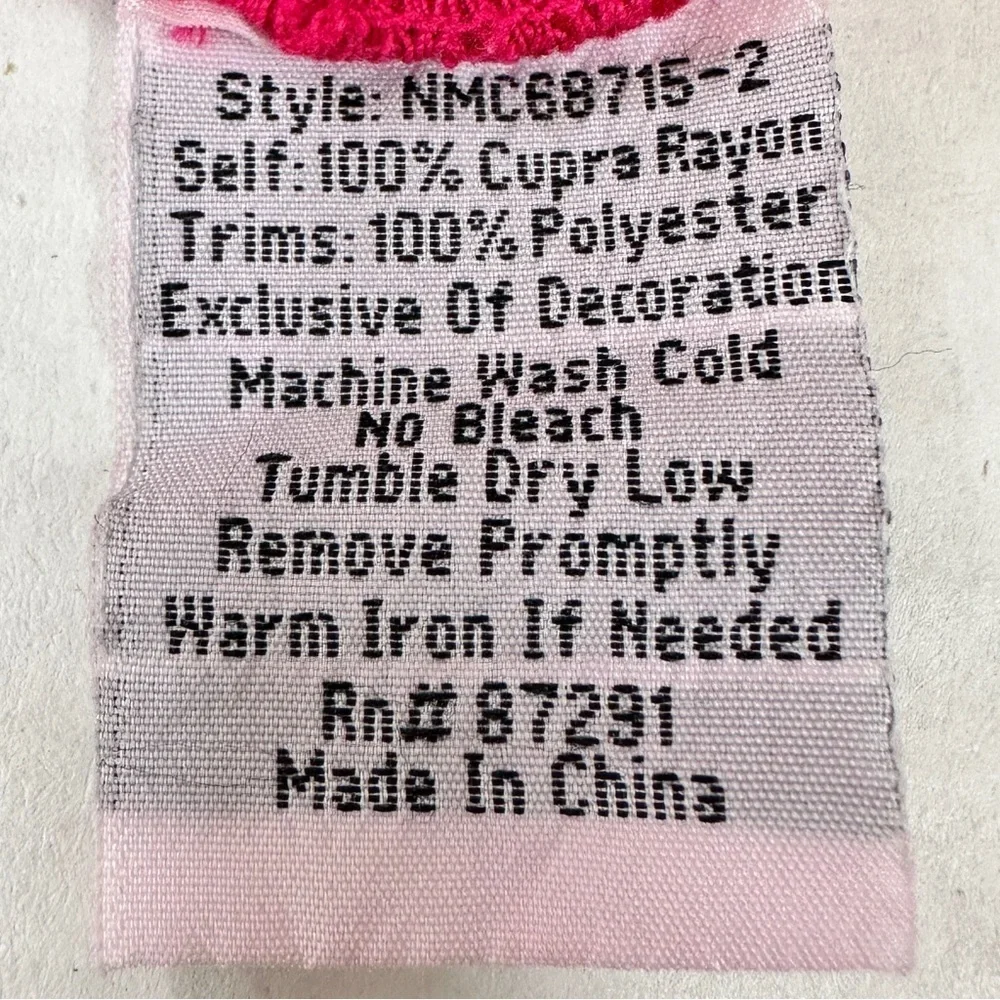 Style: NMC68715-2
Self: 100% Cupra Rayon
Trims: 100% Polyester
Exclusive Of Decoration
Machine Wash Cold
No Bleach
Tumble Dry Low
Remove Promptly
Warm Iron If Needed
Rn# 87291
Made In China